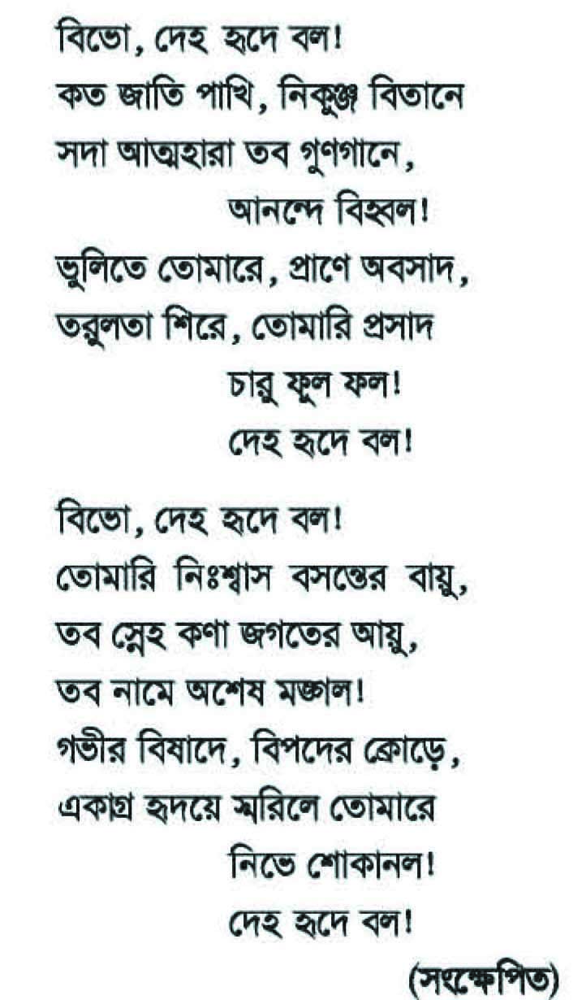 বিভো, দেহ হৃদে বল!
কত জাতি পাখি, নিকুঞ্জ বিতানে
সদা আত্মহারা তব গুণগানে,
আনন্দে বিহ্বল!
ভুলিতে তোমারে, প্রাণে অবসাদ,
তরুলতা শিরে, তোমারি প্রসাদ
চারু ফুল ফল!
দেহ হৃদে বল!
বিভো, দেহ হৃদে বল!
তোমারি নিঃশ্বাস বসন্তের বায়ু,
তব স্নেহ কণা জগতের আয়ু,
তব নামে অশেষ মঙ্গল!
গভীর বিষাদে, বিপদের ক্রোড়ে,
একাগ্র হৃদয়ে স্মরিলে তোমারে
নিভে শোকানল!
দেহ হৃদে বল!
(সংক্ষেপিত)